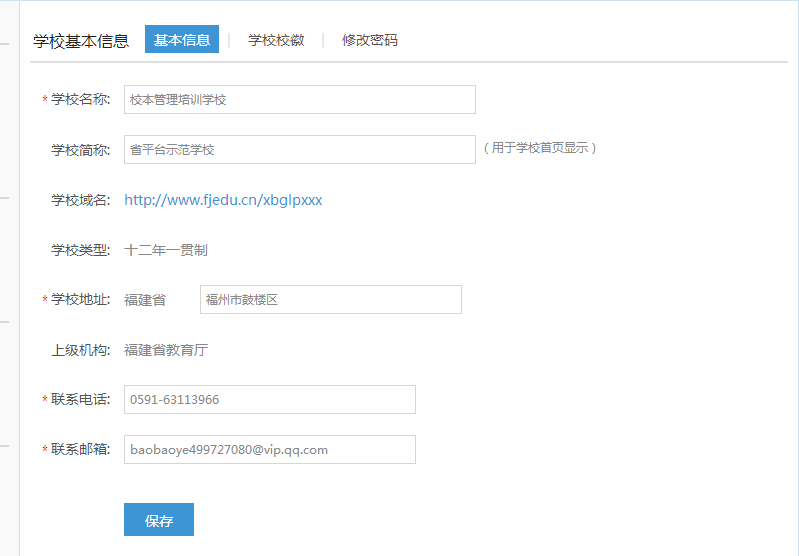 学校基本信息 基本信息 | 学校校徽 | 修改密码
* 学校名称: 校本管理培训学校
学校简称: 省平台示范学校 ( 用于学校首页显示 )
学校域名: http://www.fjedu.cn/xbglpxxx
学校类型: 十二年一贯制
* 学校地址: 福建省 福州市鼓楼区
上级机构: 福建省教育厅
* 联系电话: 0591-63113966
* 联系邮箱: baobaoye499727080@vip.qq.com
保存